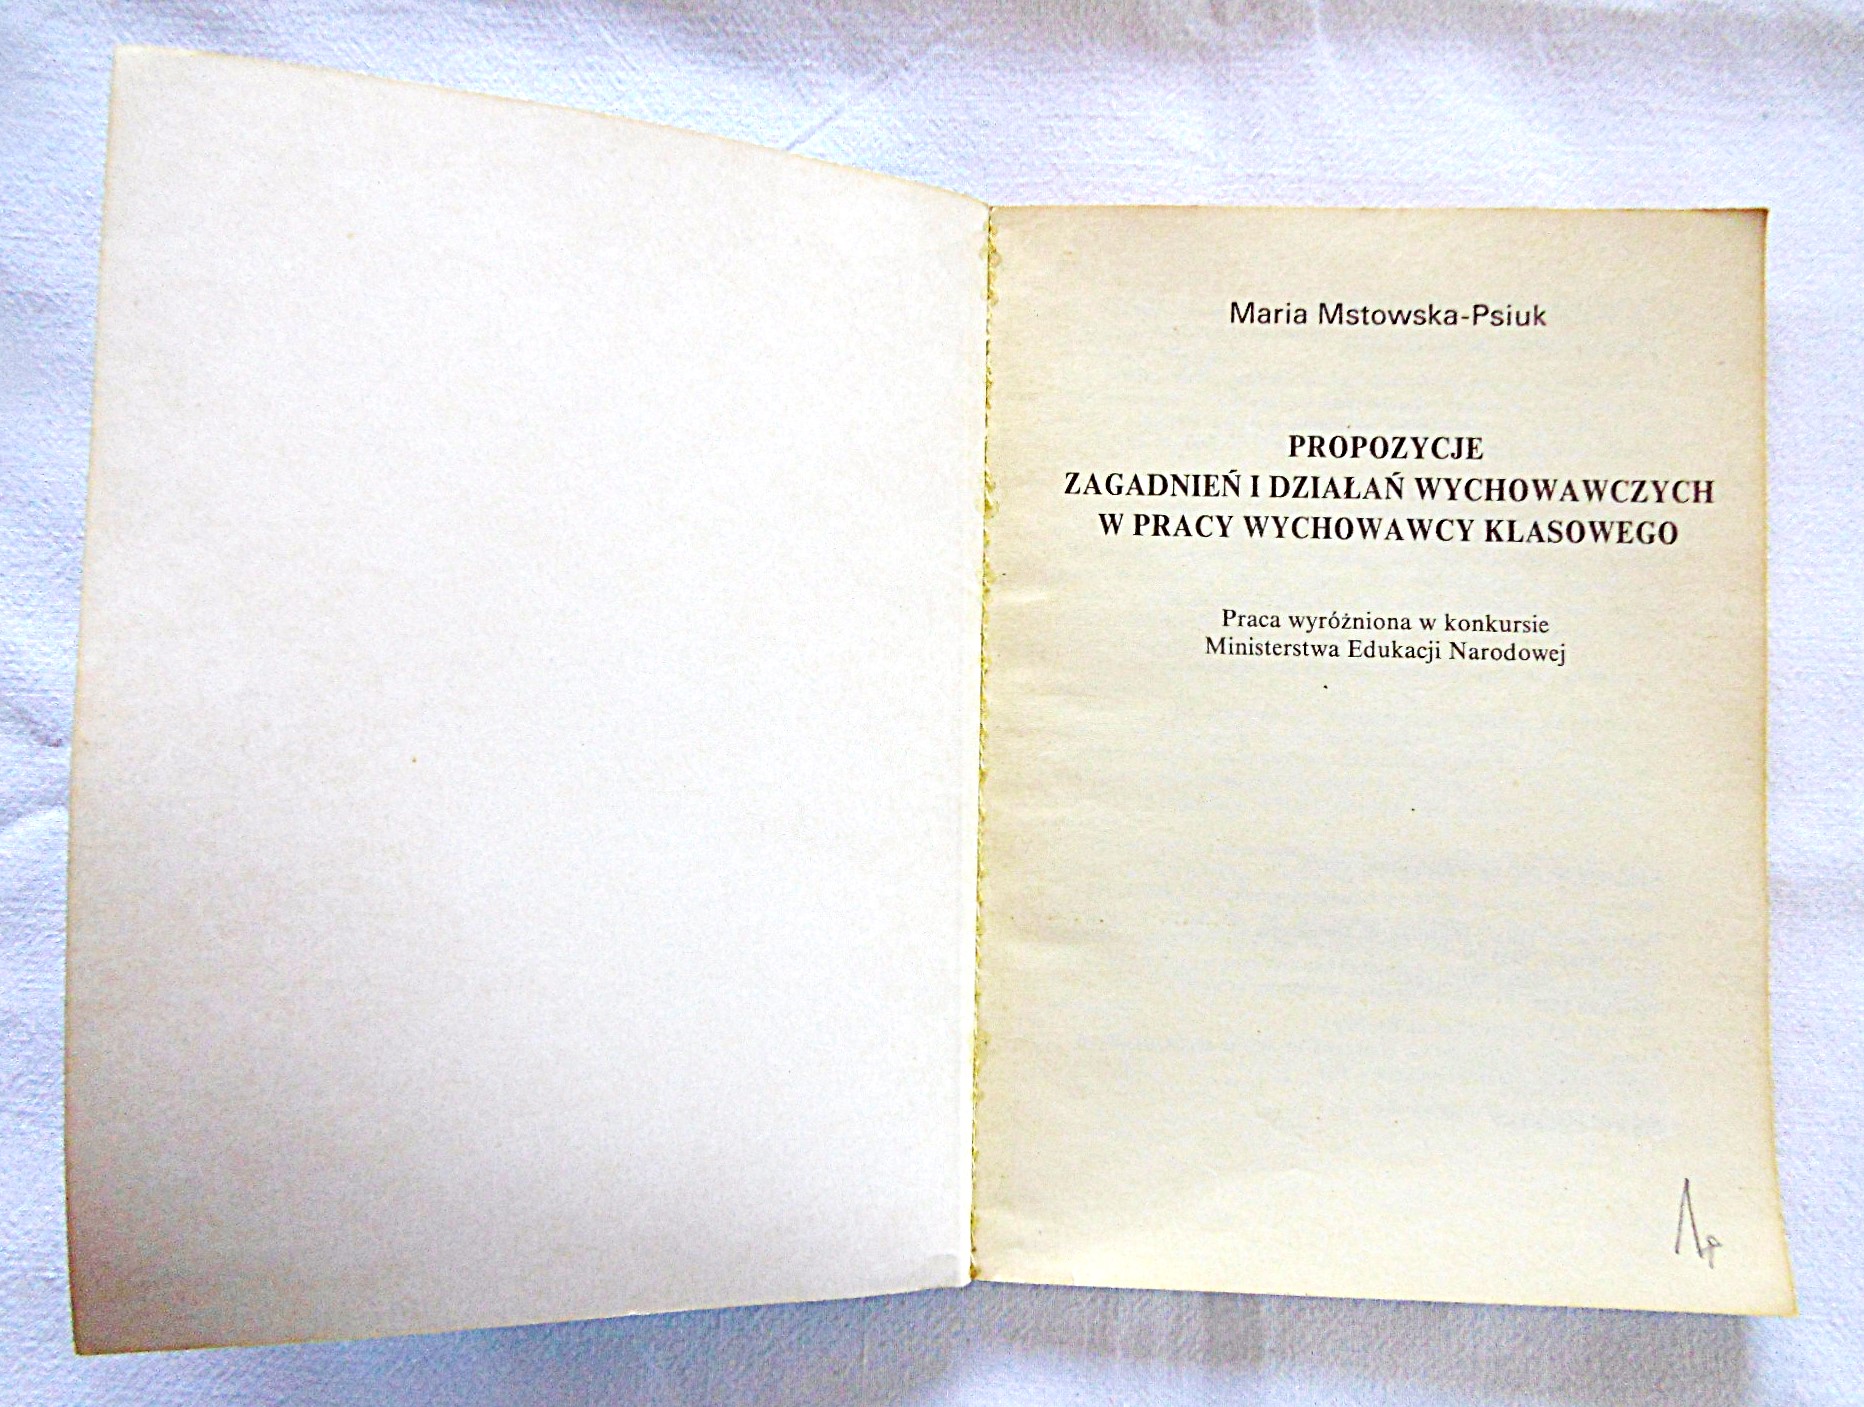 Maria Mstowska-Psiuk
PROPOZYCJE
ZAGADNIEŃ I DZIAŁAŃ WYCHOWAWCZYCH
W PRACY WYCHOWAWCY KLASOWEGO
Praca wyróżniona w konkursie
Ministerstwa Edukacji Narodowej